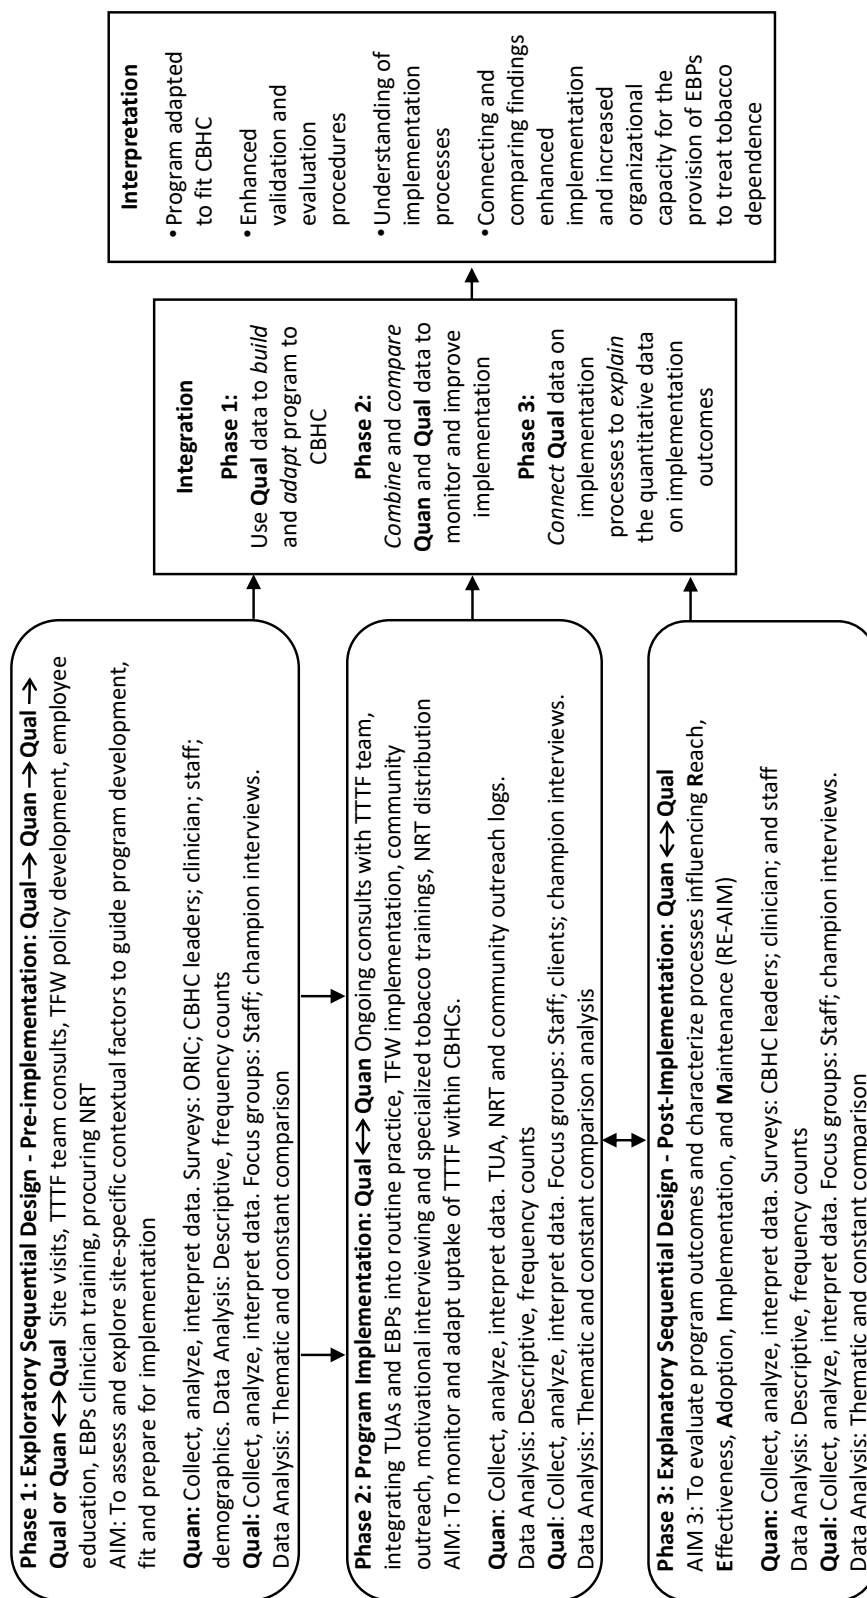 Phase 1: Exploratory Sequential Design - Pre-implementation: Qual → Quan → Qual →
Qual or Quan ↔ Qual Site visits, TTTF team consults, TFW policy development, employee
education, EBPs clinician training, procuring NRT
AIM: To assess and explore site-specific contextual factors to guide program development,
fit and prepare for implementation
Quan: Collect, analyze, interpret data. Surveys: ORIC; CBHC leaders; clinician; staff;
demographics. Data Analysis: Descriptive, frequency counts
Qual: Collect, analyze, interpret data. Focus groups: Staff; champion interviews.
Data Analysis: Thematic and constant comparison
Phase 2: Program Implementation: Qual ↔ Quan Ongoing consults with TTTF team,
integrating TUAs and EBPs into routine practice, TFW implementation, community
outreach, motivational interviewing and specialized tobacco trainings, NRT distribution
AIM: To monitor and adapt uptake of TTTF within CBHCs.
Quan: Collect, analyze, interpret data. TUA, NRT and community outreach logs.
Data Analysis: Descriptive, frequency counts
Qual: Collect, analyze, interpret data. Focus groups: Staff; clients; champion interviews.
Data Analysis: Thematic and constant comparison analysis
Phase 3: Explanatory Sequential Design - Post-Implementation: Quan ↔ Qual
AIM 3: To evaluate program outcomes and characterize processes influencing Reach,
Effectiveness, Adoption, Implementation, and Maintenance (RE-AIM)
Quan: Collect, analyze, interpret data. Surveys: CBHC leaders; clinician; and staff
Data Analysis: Descriptive, frequency counts
Qual: Collect, analyze, interpret data. Focus groups: Staff; champion interviews.
Data Analysis: Thematic and constant comparison
Integration
Phase 1:
Use Qual data to build
and adapt program to
CBHC
Phase 2:
Combine and compare
Quan and Qual data to
monitor and improve
implementation
Phase 3:
Connect Qual data on
implementation
processes to explain
the quantitative data
on implementation
outcomes
Interpretation
• Program adapted
to fit CBHC
• Enhanced
validation and
evaluation
procedures
• Understanding of
implementation
processes
• Connecting and
comparing findings
enhanced
implementation
and increased
organizational
capacity for the
provision of EBPs
to treat tobacco
dependence